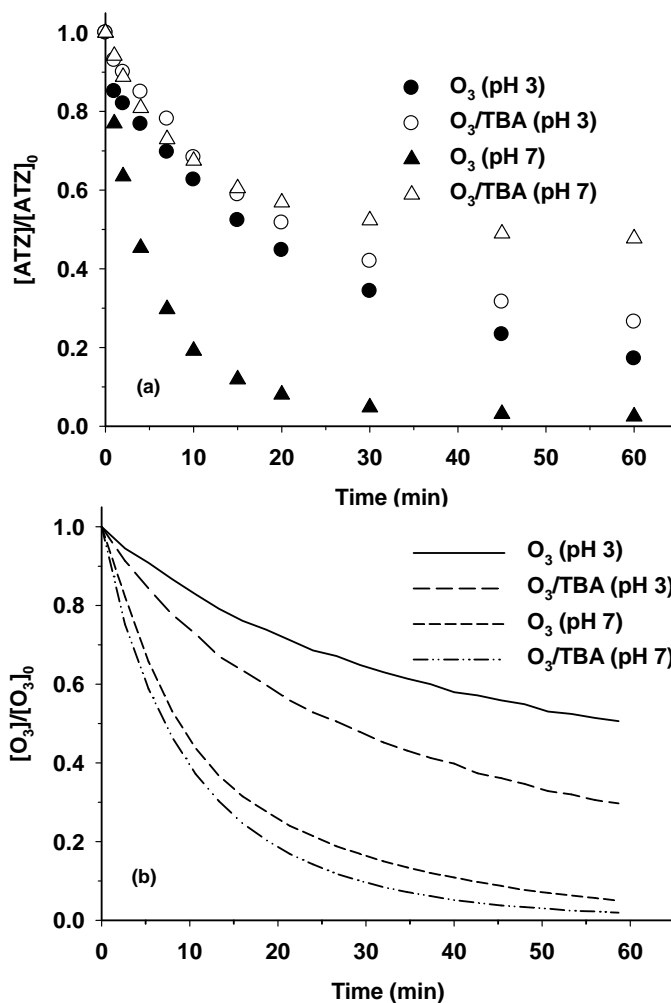 1.0
0.8
0.6
0.4
0.2
0.0
[ATZ]/[ATZ]₀
O₃ (pH 3)
O₃/TBA (pH 3)
O₃ (pH 7)
O₃/TBA (pH 7)
(a)
0 10 20 30 40 50 60
Time (min)
1.0
0.8
0.6
0.4
0.2
0.0
[O₃]/[O₃]₀
O₃ (pH 3)
O₃/TBA (pH 3)
O₃ (pH 7)
O₃/TBA (pH 7)
(b)
0 10 20 30 40 50 60
Time (min)